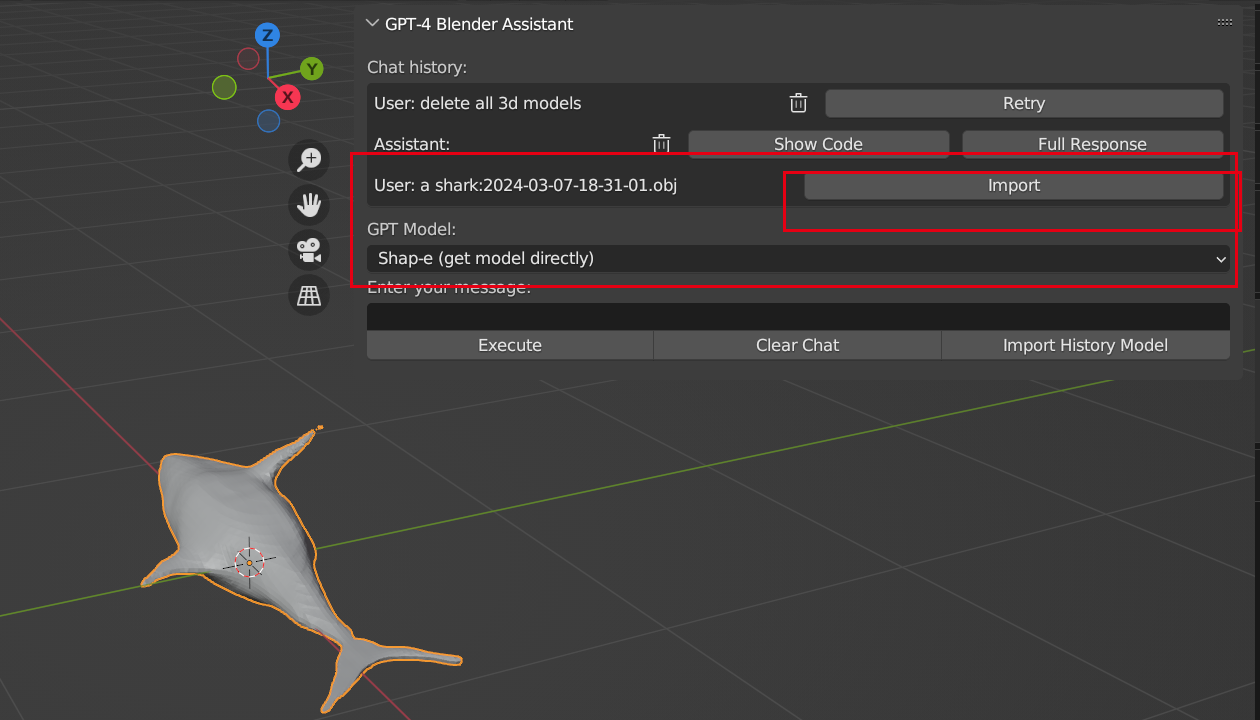 GPT-4 Blender Assistant
Chat history:
User: delete all 3d models Retry
Assistant: Show Code Full Response
User: a shark:2024-03-07-18-31-01.obj Import
GPT Model:
Shap-e (get model directly)
Enter your message:
Execute Clear Chat Import History Model
Z
Y
X